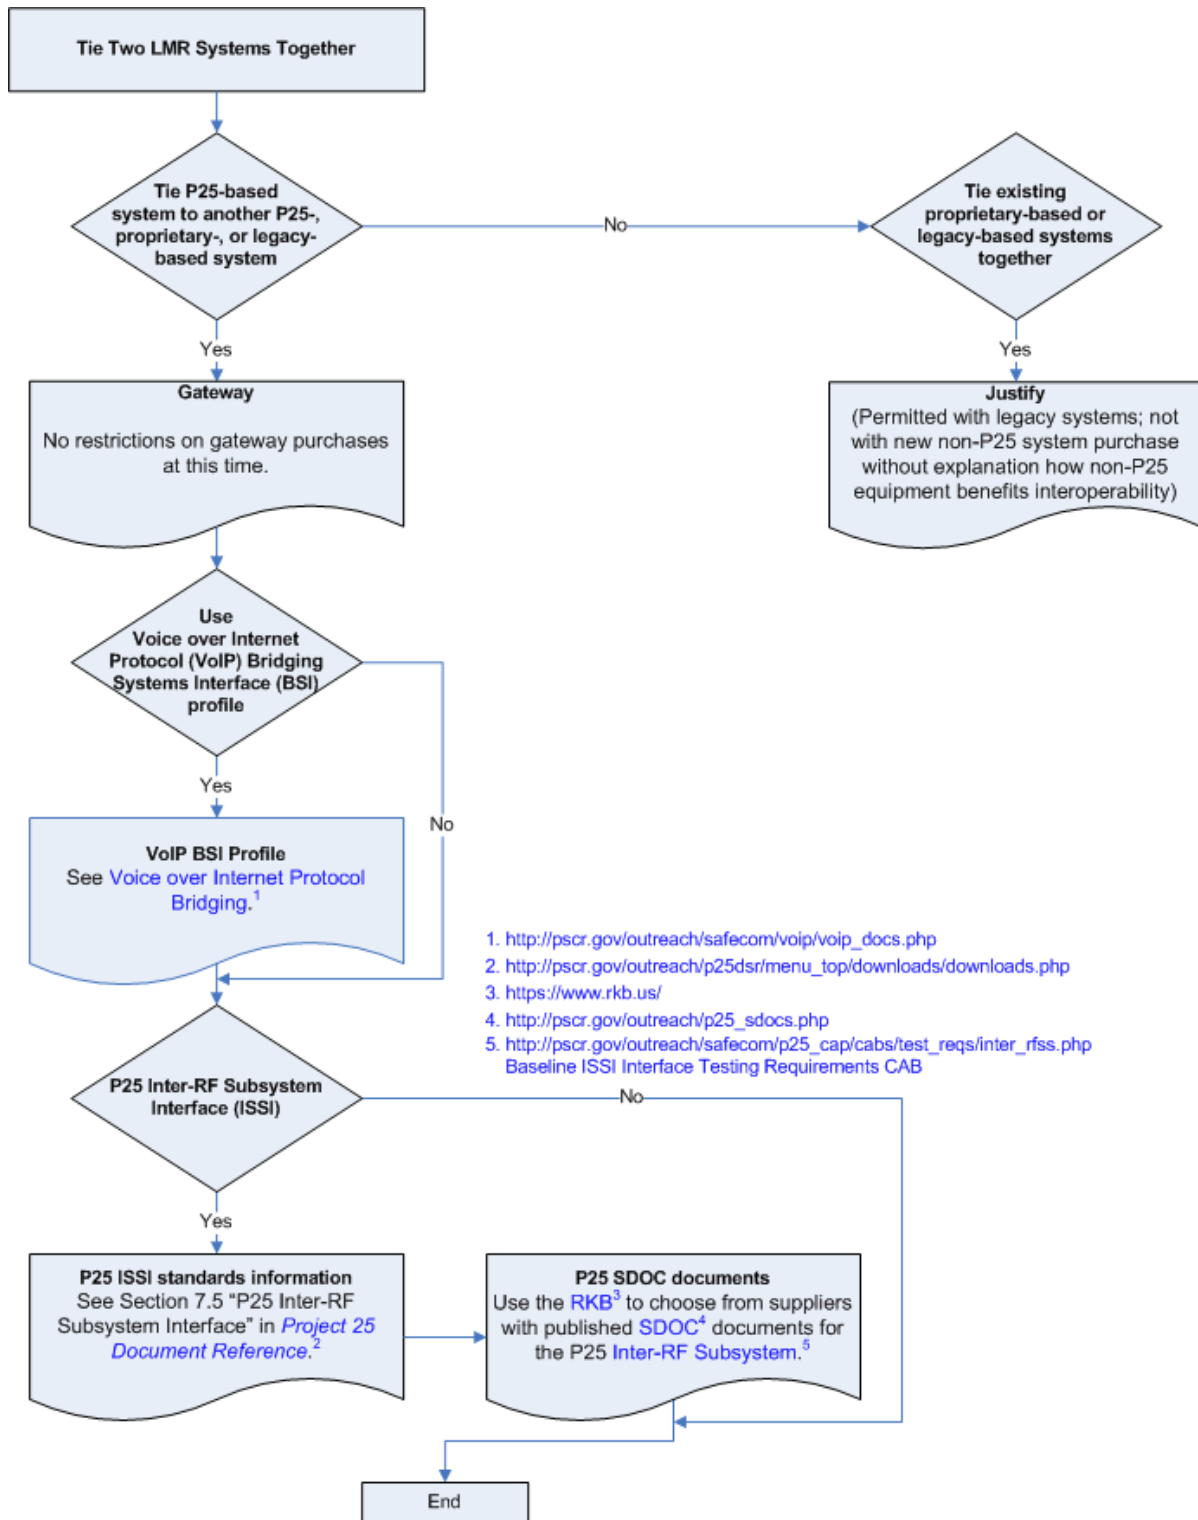 Tie Two LMR Systems Together
Tie P25-based
system to another P25-,
proprietary-, or legacy-
based system
No
Tie existing
proprietary-based or
legacy-based systems
together
Yes
Yes
Gateway
No restrictions on gateway purchases
at this time.
Justify
(Permitted with legacy systems; not
with new non-P25 system purchase
without explanation how non-P25
equipment benefits interoperability)
Use
Voice over Internet
Protocol (VoIP) Bridging
Systems Interface (BSI)
profile
Yes
No
VoIP BSI Profile
See Voice over Internet Protocol
Bridging.1
1. http://pscr.gov/outreach/safecom/voip/voip_docs.php
2. http://pscr.gov/outreach/p25dsr/menu_top/downloads/downloads.php
3. https://www.rkb.us/
4. http://pscr.gov/outreach/p25_sdocs.php
5. http://pscr.gov/outreach/safecom/p25_cap/cabs/test_reqs/inter_rfss.php
Baseline ISSI Interface Testing Requirements CAB
P25 Inter-RF Subsystem
Interface (ISSI)
No
Yes
P25 ISSI standards information
See Section 7.5 “P25 Inter-RF
Subsystem Interface” in Project 25
Document Reference.2
P25 SDOC documents
Use the RKB3 to choose from suppliers
with published SDOC4 documents for
the P25 Inter-RF Subsystem.5
End